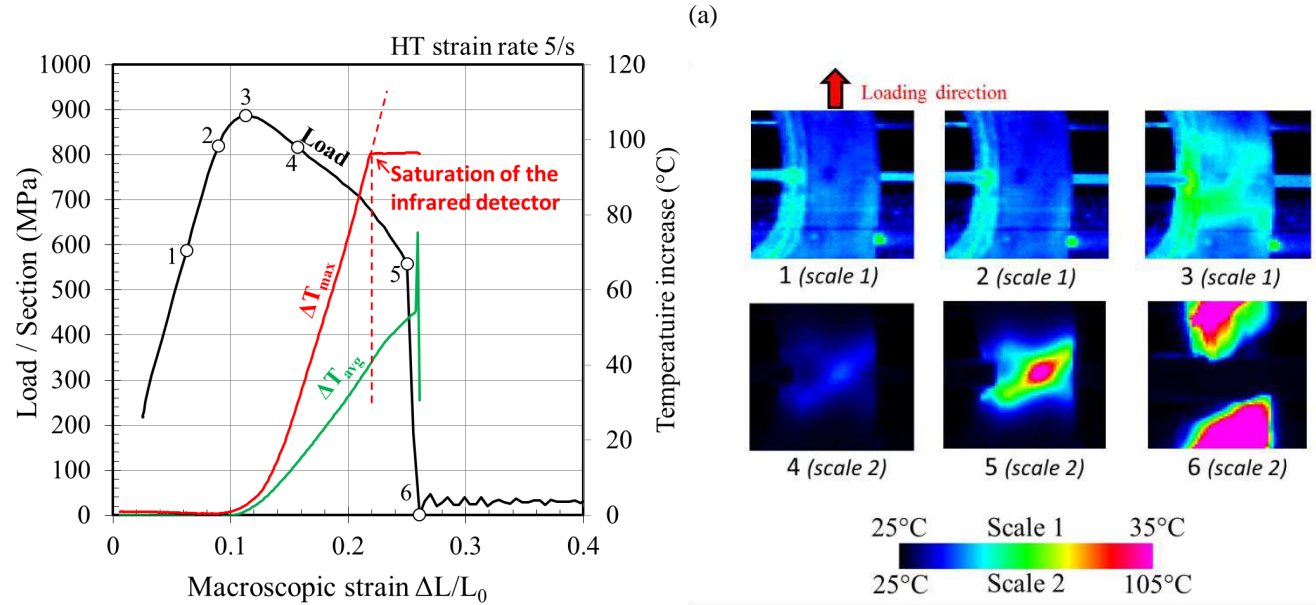 (a)
HT strain rate 5/s
1000
900
800
700
600
500
400
300
200
100
0
Load / Section (MPa)
120
100
80
60
40
20
0
Temperatuire increase (°C)
0
0.1
0.2
0.3
0.4
Macroscopic strain ΔL/L0
1
2
3
4
5
6
Load
Saturation of the
infrared detector
ΔTmax
ΔTavg
Loading direction
1 (scale 1)
2 (scale 1)
3 (scale 1)
4 (scale 2)
5 (scale 2)
6 (scale 2)
25°C Scale 1 35°C
25°C Scale 2 105°C